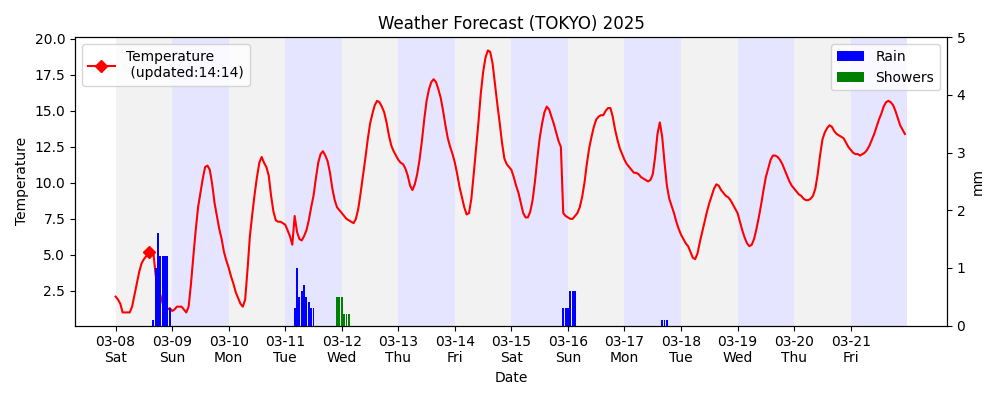 Weather Forecast (TOKYO) 2025
Temperature
(updated:14:14)
Rain
Showers
20.0
17.5
15.0
12.5
10.0
7.5
5.0
2.5
Temperature
5
4
3
2
1
0
mm
03-08 03-09 03-10 03-11 03-12 03-13 03-14 03-15 03-16 03-17 03-18 03-19 03-20 03-21
Sat Sun Mon Tue Wed Thu Fri Sat Sun Mon Tue Wed Thu Fri
Date